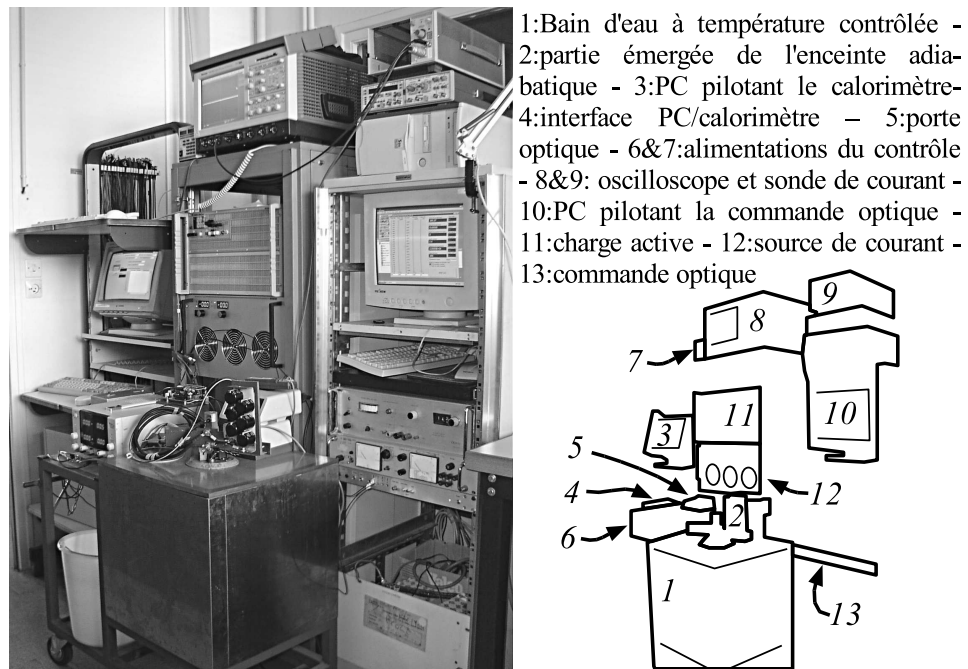 1:Bain d'eau à température contrôlée -
2:partie émergée de l'enceinte adia-
batique - 3:PC pilotant le calorimètre-
4:interface PC/calorimètre – 5:porte
optique - 6&7:alimentations du contrôle
- 8&9: oscilloscope et sonde de courant -
10:PC pilotant la commande optique -
11:charge active - 12:source de courant -
13:commande optique
9
8
7
10
11
3
5
4
12
2
6
1
13